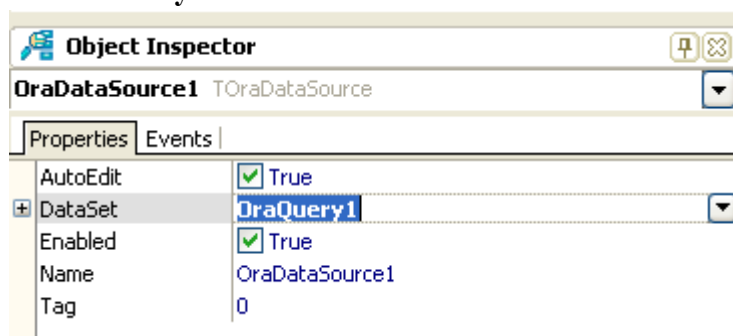 Object Inspector
OraDataSource1 TOraDataSource
Properties Events
AutoEdit True
DataSet OraQuery1
Enabled True
Name OraDataSource1
Tag 0